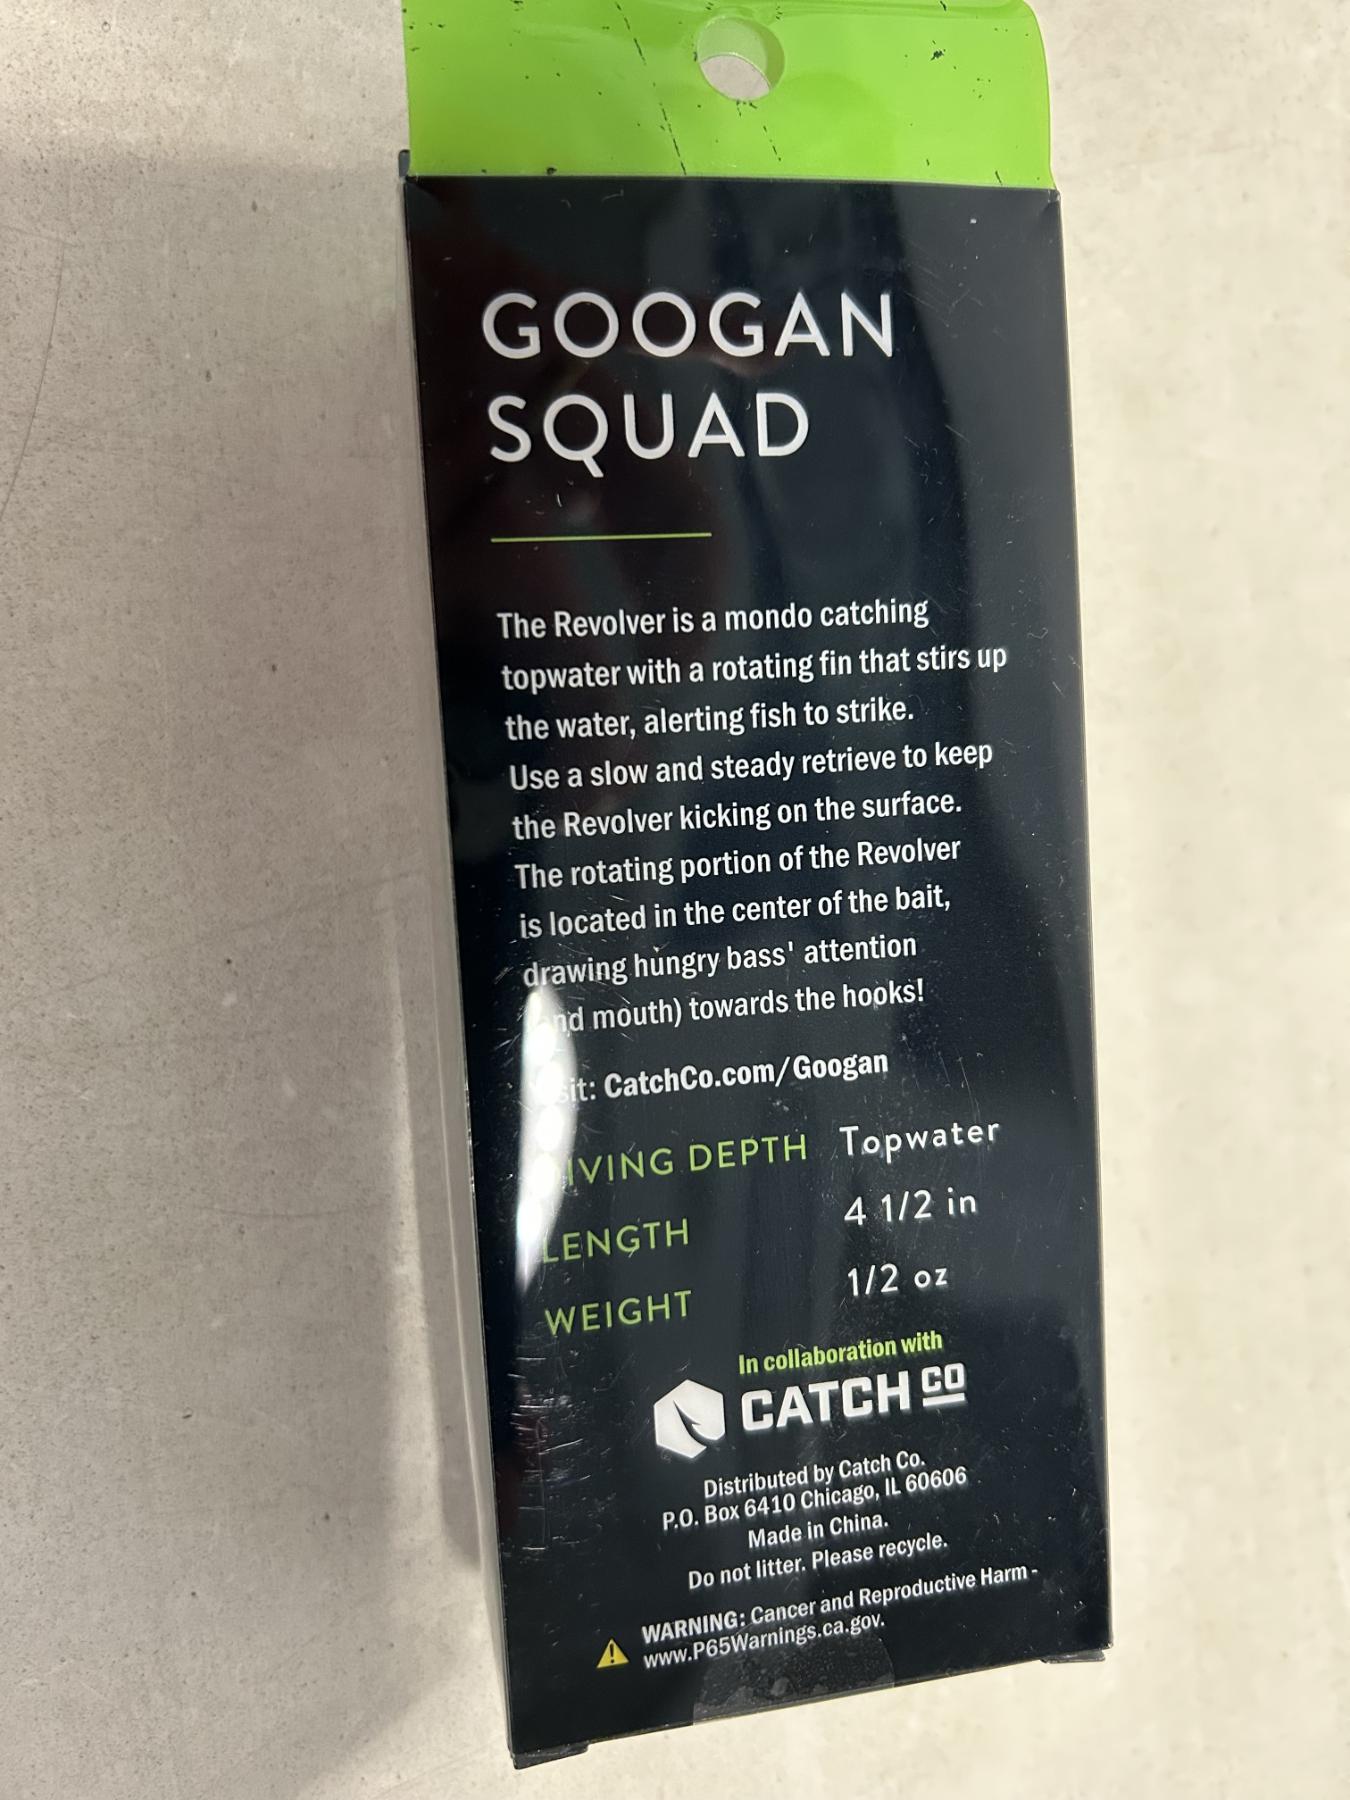 GOOGAN
SQUAD
The Revolver is a mondo catching
topwater with a rotating fin that stirs up
the water, alerting fish to strike.
Use a slow and steady retrieve to keep
the Revolver kicking on the surface.
The rotating portion of the Revolver
is located in the center of the bait,
drawing hungry bass' attention
nd mouth) towards the hooks!
sit: CatchCo.com/Googan
IVING DEPTH Topwater
LENGTH 4 1/2 in
WEIGHT 1/2 oz
In collaboration with
CATCH CO
Distributed by Catch Co.
P.O. Box 6410 Chicago, IL 60606
Made in China.
Do not litter. Please recycle.
WARNING: Cancer and Reproductive Harm -
www.P65Warnings.ca.gov.